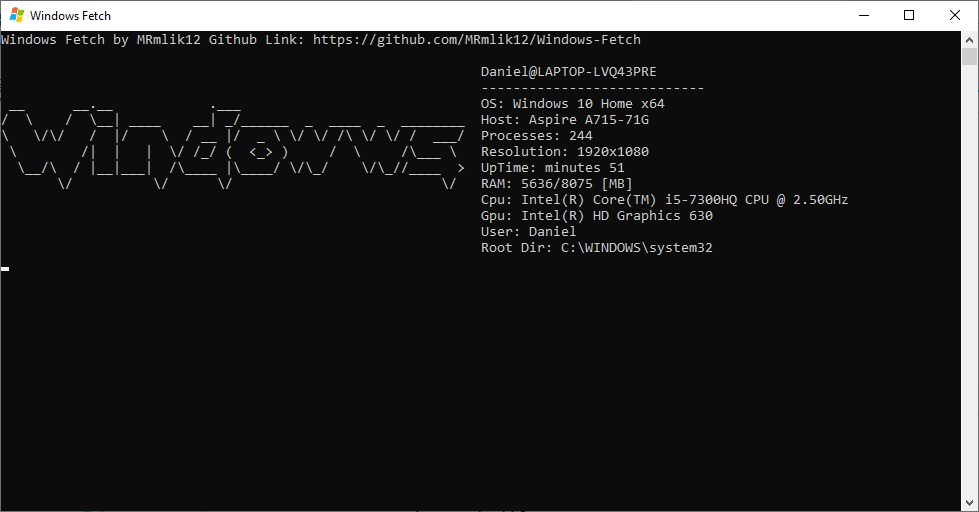 Windows Fetch
Windows Fetch by MRmlik12 Github Link: https://github.com/MRmlik12/Windows-Fetch
Daniel@LAPTOP-LVQ43PRE
----------------------------
Windows
OS: Windows 10 Home x64
Host: Aspire A715-71G
Processes: 244
Resolution: 1920x1080
UpTime: minutes 51
RAM: 5636/8075 [MB]
Cpu: Intel(R) Core(TM) i5-7300HQ CPU @ 2.50GHz
Gpu: Intel(R) HD Graphics 630
User: Daniel
Root Dir: C:\WINDOWS\system32